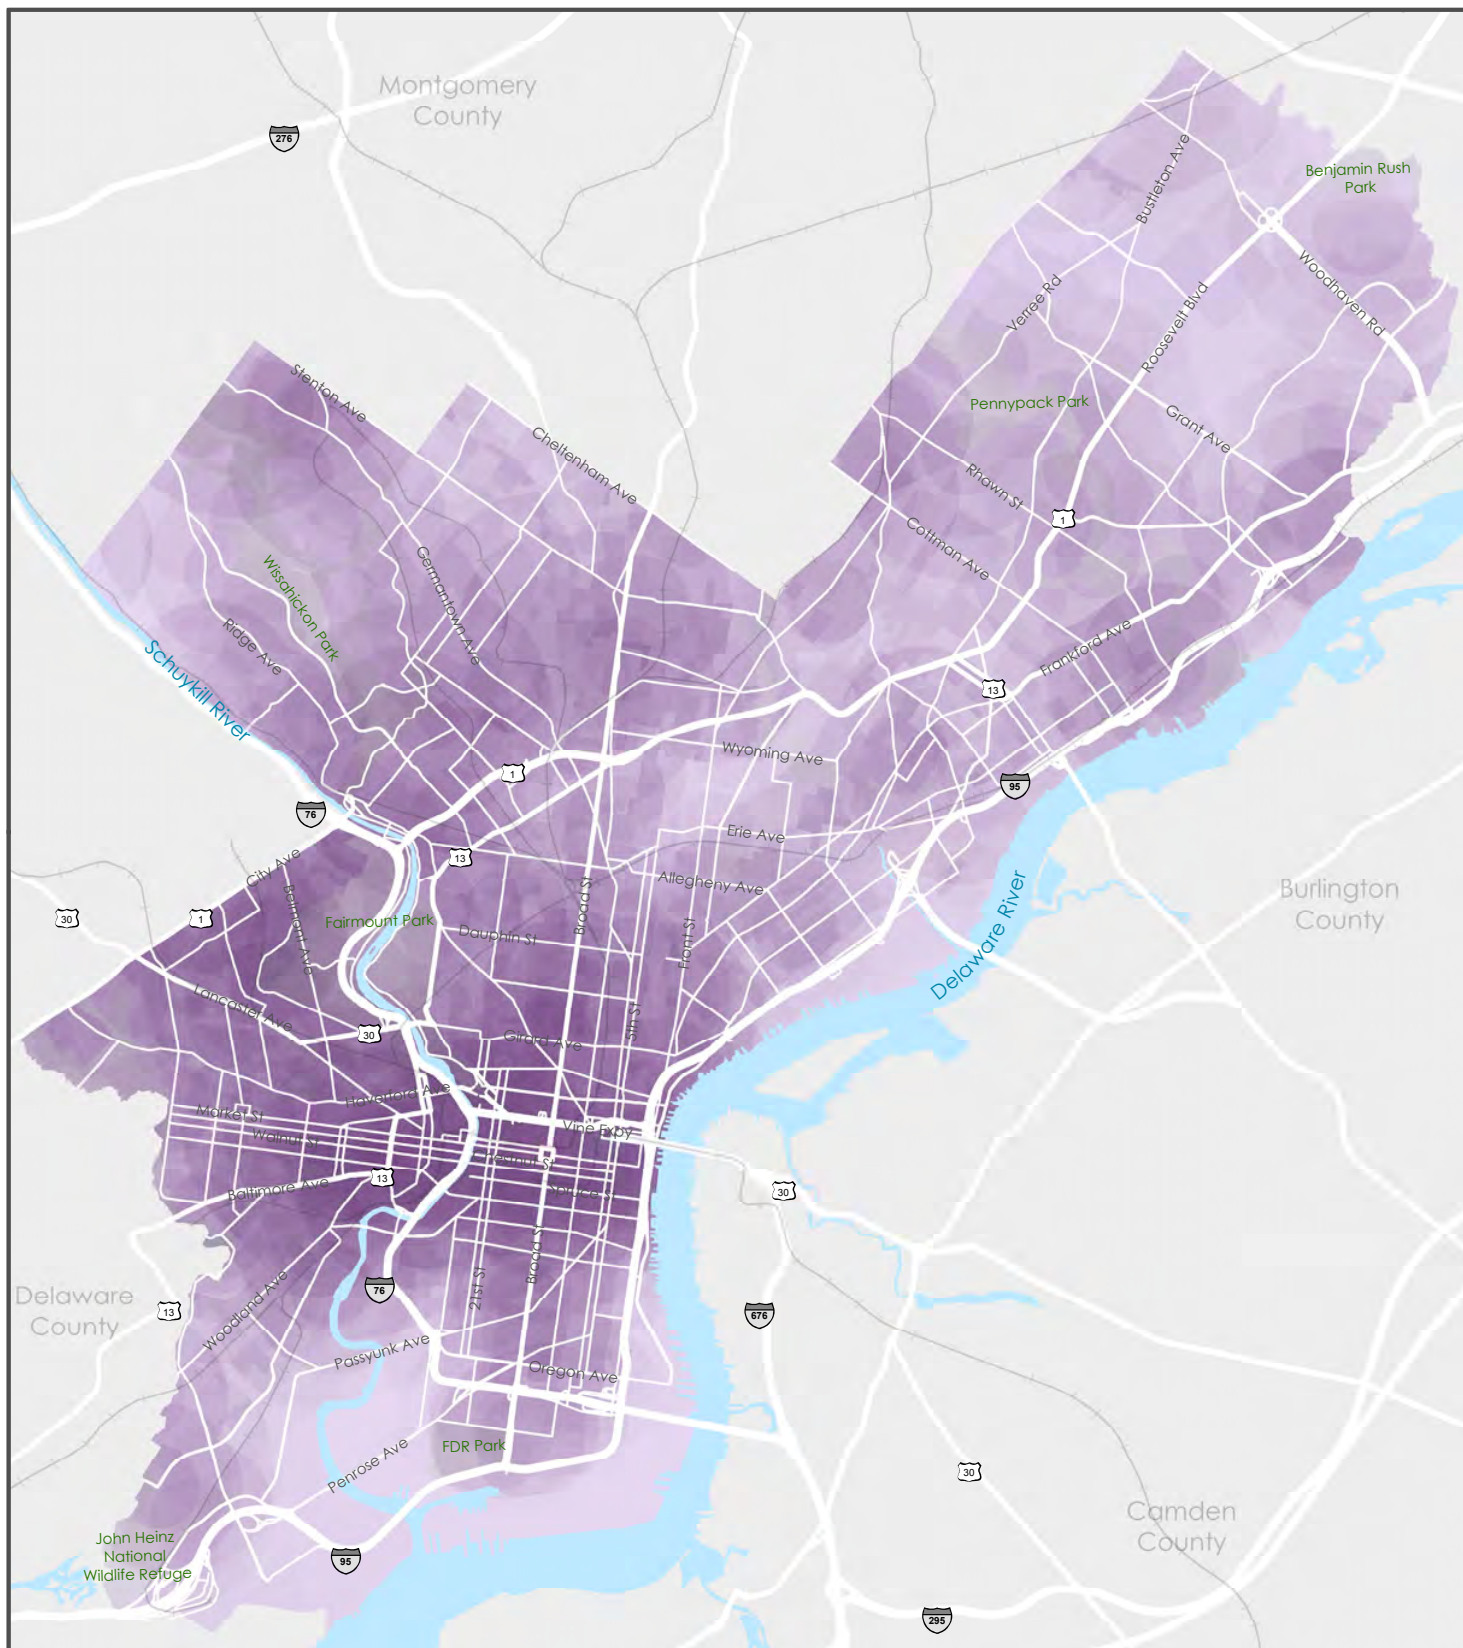 Montgomery
County
276
Benjamin Rush
Park
Bustleton Ave
Woodhaven Rd
Verree Rd
Roosevelt Blvd
Stenton Ave
Pennypack Park
Grant Ave
Cheltenham Ave
Rhawn St
1
Cottman Ave
Wissahickon Park
Germantown Ave
Ridge Ave
Frankford Ave
Schuykill River
13
Wyoming Ave
1
95
76
Erie Ave
13
City Ave
Allegheny Ave
Burlington
County
30
1
Belmont Ave
Fairmount Park
Broad St
Dauphin St
Front St
Delaware River
Lancaster Ave
30
Girard Ave
5th St
Haverford Ave
Market St
Walnut St
Vine Expy
Chestnut St
13
Baltimore Ave
Spruce St
30
Broad St
Delaware
County
13
76
21st St
676
Woodland Ave
Passyunk Ave
Oregon Ave
FDR Park
Penrose Ave
30
Camden
County
John Heinz
National
Wildlife Refuge
95
295